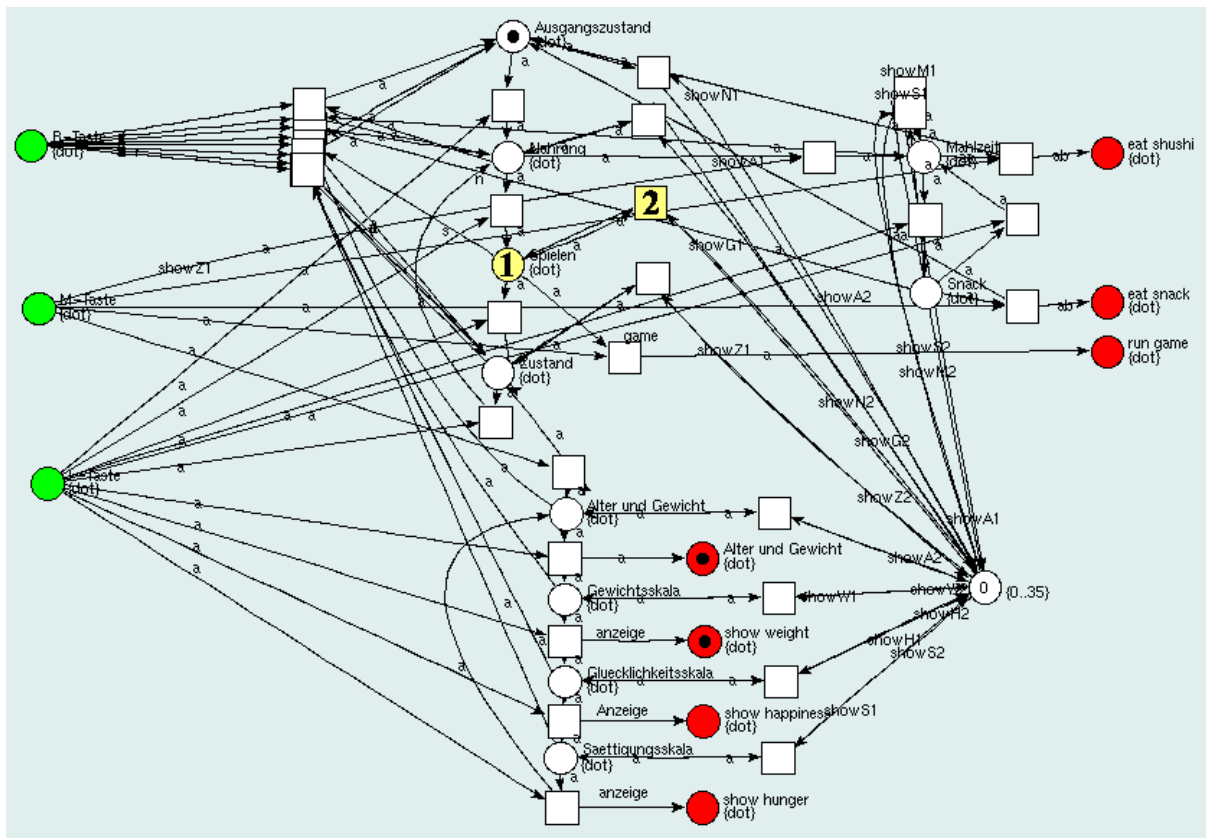 Ausgangszustand
{dot}
a
a
showM1
showN1
showS1
a
a
a
R-Taste
{dot}
Nahrung
{dot}
a
a
showA1
a
Mahlzeit
{dot}
a
ab
eat shushi
{dot}
n
a
2
a
a
a
s
a
a
showG1
aa
a
showZ1
a
1
Spielen
{dot}
a
Snack
{dot}
M-Taste
{dot}
a
a
a
showA2
ab
eat snack
{dot}
a
game
showZ1
a
showS2
run game
{dot}
Zustand
{dot}
showM2
a
a
a
a
showN2
a
a
showG2
{dot}
a
a
showZ2
Alter und Gewicht
{dot}
a
a
showA1
a
a
a
Alter und Gewicht
{dot}
showA2
a
a
Gewichtsskala
{dot}
a
a
showW1
0
{0..35}
a
anzeige
show weight
{dot}
showH2
a
showH1
a
Gluecklichkeitsskala
{dot}
a
a
showS2
a
Anzeige
show happiness
{dot}
showS1
a
Saettigungsskala
{dot}
a
a
a
anzeige
show hunger
{dot}